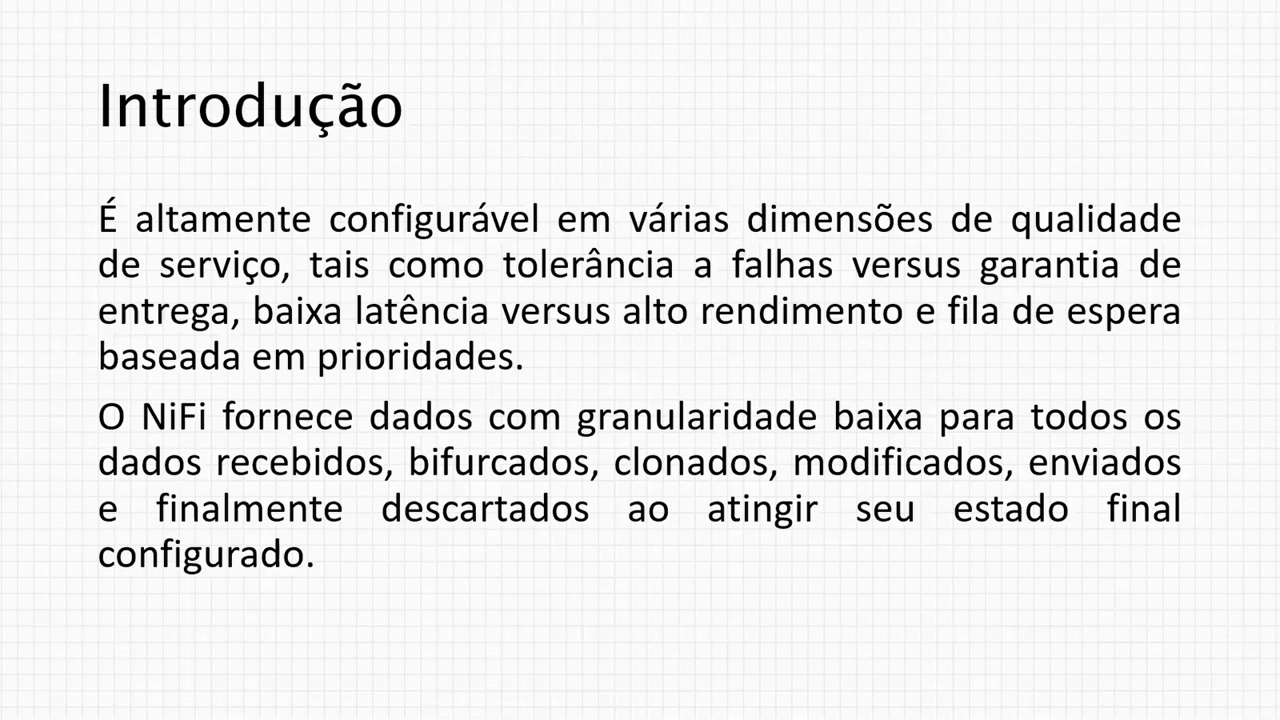 Introdução
É altamente configurável em várias dimensões de qualidade
de serviço, tais como tolerância a falhas versus garantia de
entrega, baixa latência versus alto rendimento e fila de espera
baseada em prioridades.
O NiFi fornece dados com granularidade baixa para todos os
dados recebidos, bifurcados, clonados, modificados, enviados
e finalmente descartados ao atingir seu estado final
configurado.